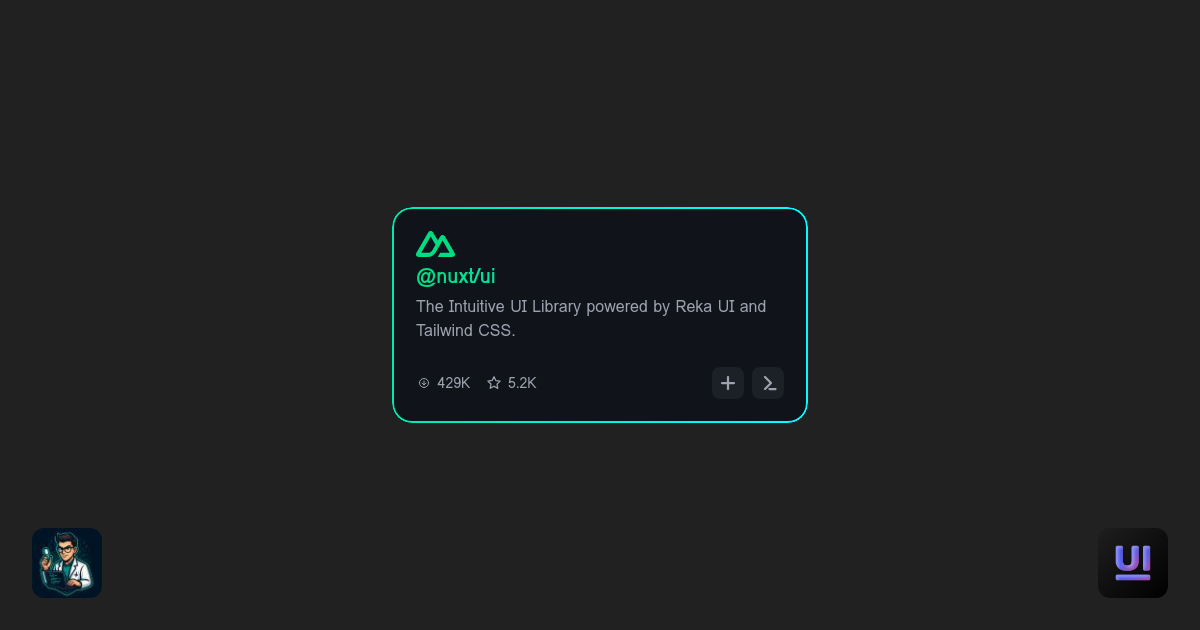 @nuxt/ui
The Intuitive UI Library powered by Reka UI and
Tailwind CSS.
429K 5.2K
UI